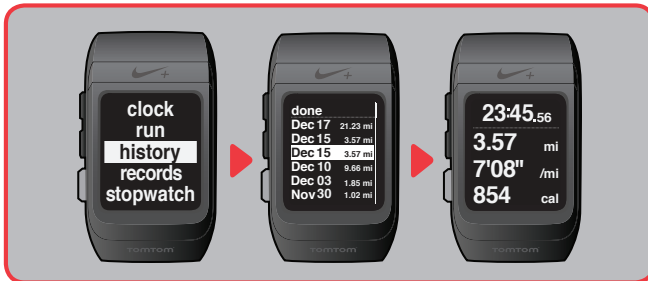 clock
run
history
records
stopwatch
TOMTOM
done
Dec 17 21.23 mi
Dec 15 3.57 mi
Dec 15 3.57 mi
Dec 10 9.66 mi
Dec 03 1.85 mi
Nov 30 1.02 mi
TOMTOM
23:45.56
3.57 mi
7'08" /mi
854 cal
TOMTOM